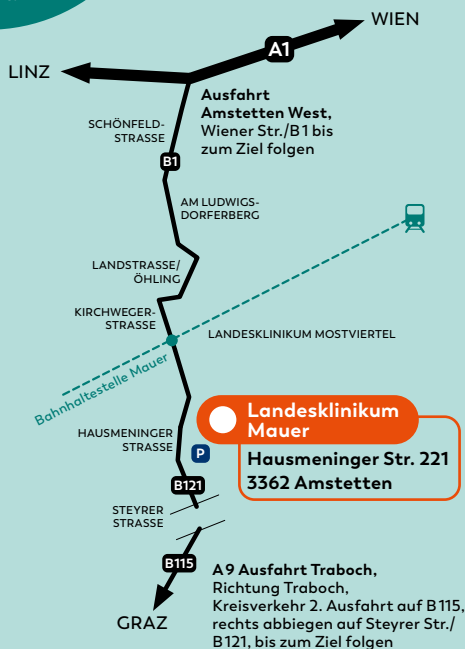 WIEN
A1
LINZ
Ausfahrt
Amstetten West,
Wiener Str./B1 bis
zum Ziel folgen
SCHÖNFELD-
STRASSE
B1
AM LUDWIGS-
DORFERBERG
LANDSTRASSE/
ÖHLING
KIRCHWEGER-
STRASSE
LANDESKLINIKUM MOSTVIERTEL
Bahnhaltestelle Mauer
Landesklinikum
Mauer
Hausmeninger Str. 221
3362 Amstetten
HAUSMENINGER
STRASSE
P
B121
STEYRER
STRASSE
B115
GRAZ
A9 Ausfahrt Traboch,
Richtung Traboch,
Kreisverkehr 2. Ausfahrt auf B115,
rechts abbiegen auf Steyrer Str./
B121, bis zum Ziel folgen